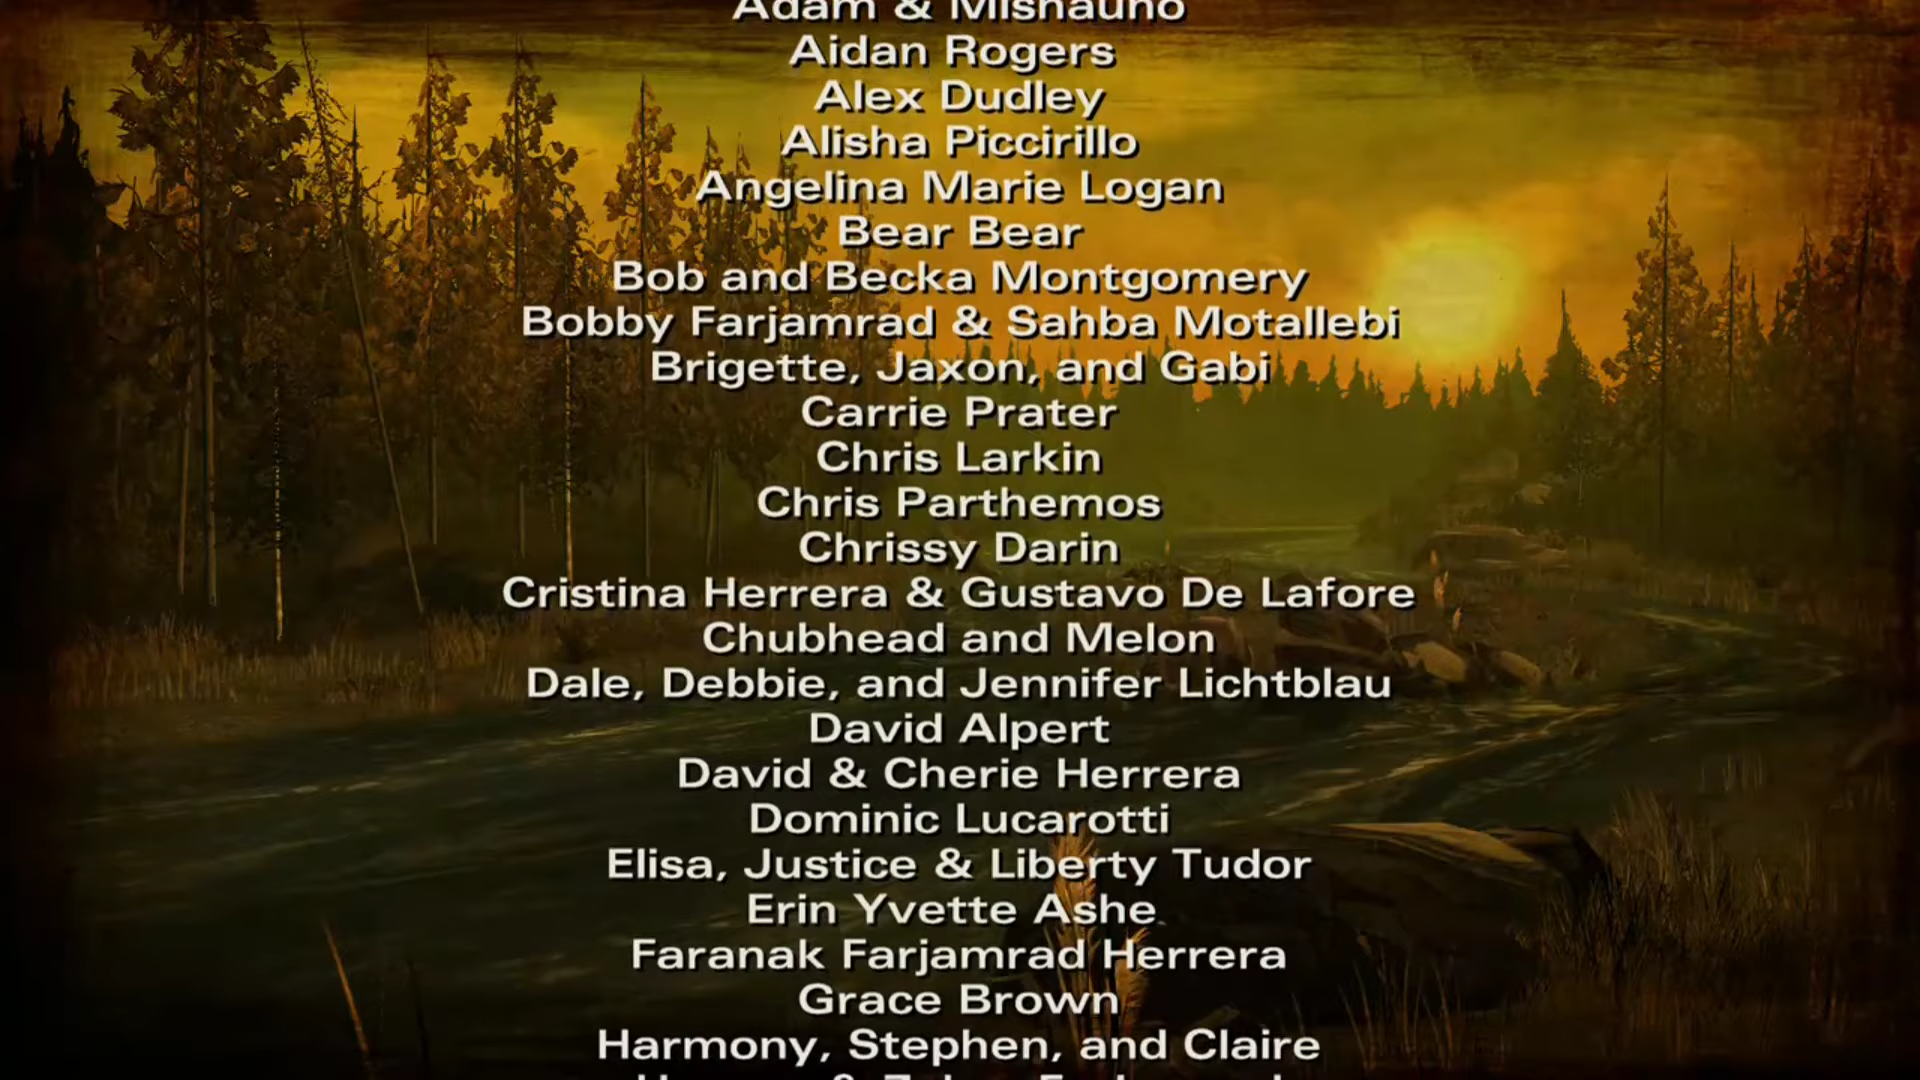 Adam & Mishauno
Aidan Rogers
Alex Dudley
Alisha Piccirillo
Angelina Marie Logan
Bear Bear
Bob and Becka Montgomery
Bobby Farjamrad & Sahba Motallebi
Brigette, Jaxon, and Gabi
Carrie Prater
Chris Larkin
Chris Parthemos
Chrissy Darin
Cristina Herrera & Gustavo De Lafore
Chubhead and Melon
Dale, Debbie, and Jennifer Lichtblau
David Alpert
David & Cherie Herrera
Dominic Lucarotti
Elisa, Justice & Liberty Tudor
Erin Yvette Ashe
Faranak Farjamrad Herrera
Grace Brown
Harmony, Stephen, and Claire